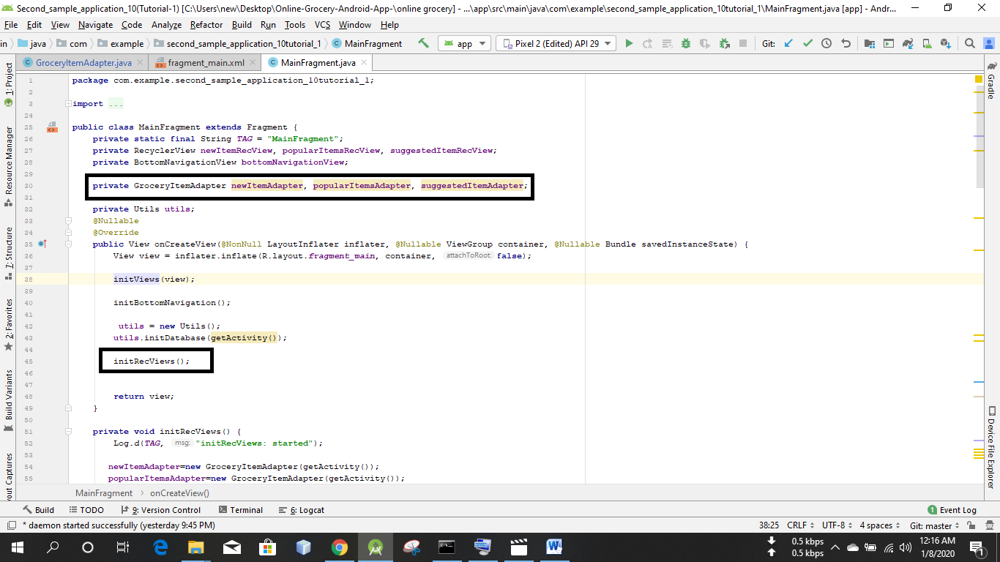 Second_sample_application_10(Tutorial-1) [C:\Users\new\Desktop\Online-Grocery-Android-App-\online grocery] - ...\app\src\main\java\com\example\second_sample_application_10tutorial_1\MainFragment.java [app] - Andr...
File Edit View Navigate Code Analyze Refactor Build Run Tools VCS Window Help
in java com example second_sample_application_10tutorial_1 MainFragment app Pixel 2 (Edited) API 29 Git:
GroceryItemAdapter.java fragment_main.xml MainFragment.java
1: Project
Resource Manager
7: Structure
2: Favorites
Build Variants
yout Captures
Gradle
Device File Explorer
1 package com.example.second_sample_application_10tutorial_1;
2
3 import ...
24
25 public class MainFragment extends Fragment {
26 private static final String TAG = "MainFragment";
27 private RecyclerView newItemRecView, popularItemsRecView, suggestedItemRecView;
28 private BottomNavigationView bottomNavigationView;
29
30 private GroceryItemAdapter newItemAdapter, popularItemsAdapter, suggestedItemAdapter;
31
32 private Utils utils;
33 @Nullable
34 @Override
35 public View onCreateView(@NonNull LayoutInflater inflater, @Nullable ViewGroup container, @Nullable Bundle savedInstanceState) {
36 View view = inflater.inflate(R.layout.fragment_main, container, attachToRoot: false);
37
38 initViews(view);
39
40 initBottomNavigation();
41
42 utils = new Utils();
43 utils.initDatabase(getActivity());
44
45 initRecViews();
46
47
48 return view;
49 }
50
51 private void initRecViews() {
52 Log.d(TAG, msg: "initRecViews: started");
53
54 newItemAdapter=new GroceryItemAdapter(getActivity());
55 popularItemsAdapter=new GroceryItemAdapter(getActivity());
MainFragment › onCreateView()
Build TODO 9: Version Control Terminal 6: Logcat 1 Event Log
* daemon started successfully (yesterday 9:45 PM) 38:25 CRLF UTF-8 4 spaces Git: master
0.5 kbps
0.5 kbps
12:16 AM
1/8/2020
1